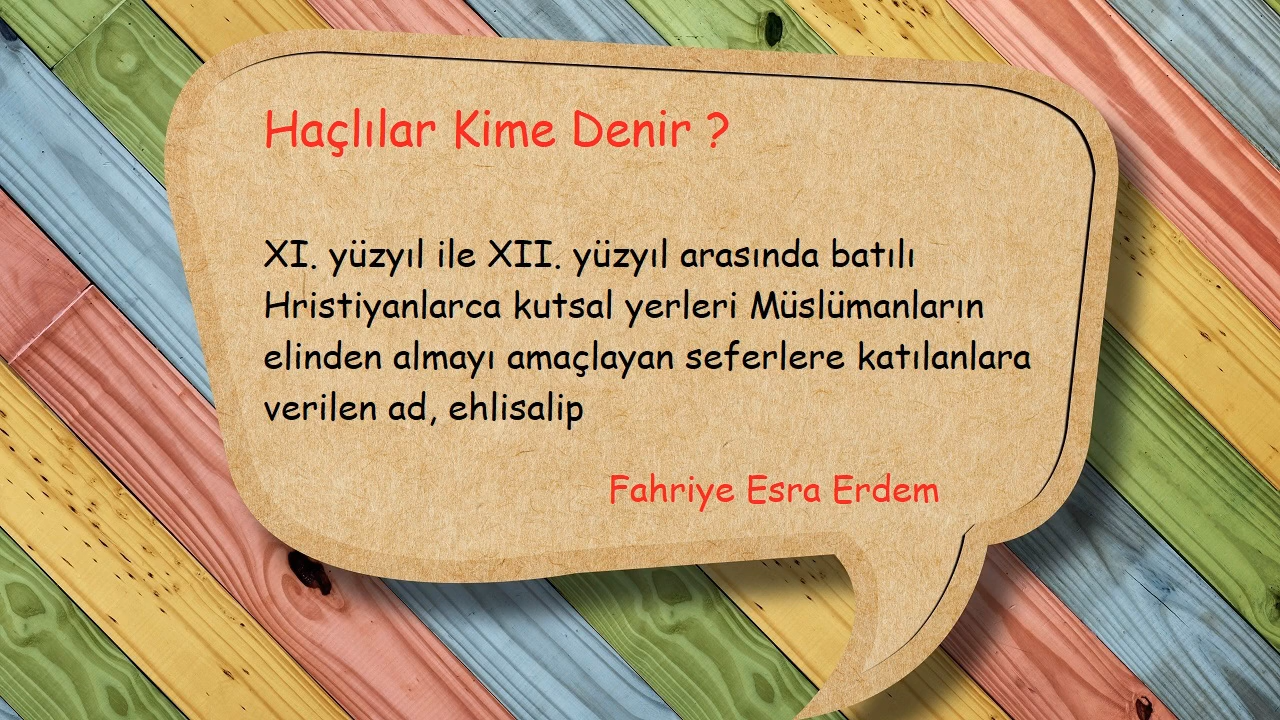 Haçlılar Kime Denir ?
XI. yüzyıl ile XII. yüzyıl arasında batılı
Hristiyanlarca kutsal yerleri Müslümanların
elinden almayı amaçlayan seferlere katılanlara
verilen ad, ehlisalip
Fahriye Esra Erdem